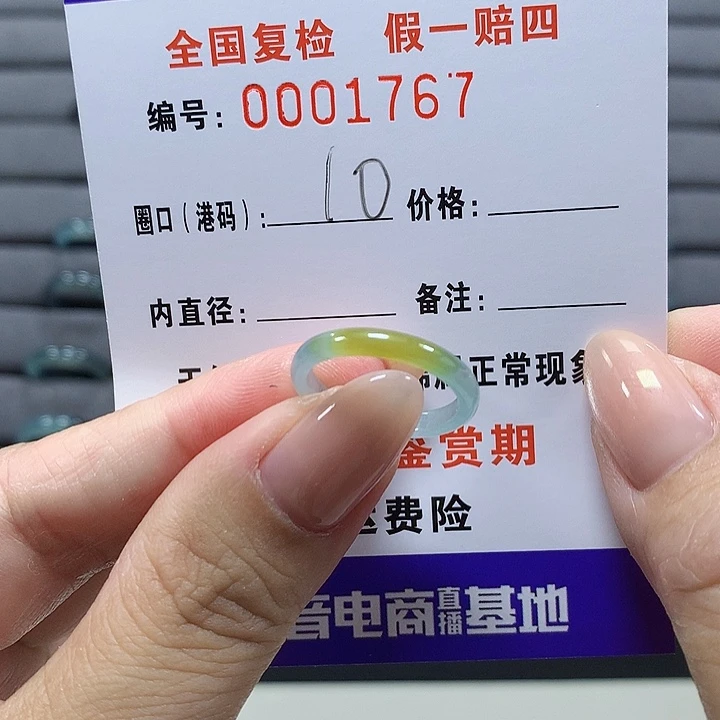 全国复检 假一赔四
编号: 0001767
圈口(港码): 10 价格:
内直径: 备注:
正常现象
鉴赏期
费险
音电商直播基地